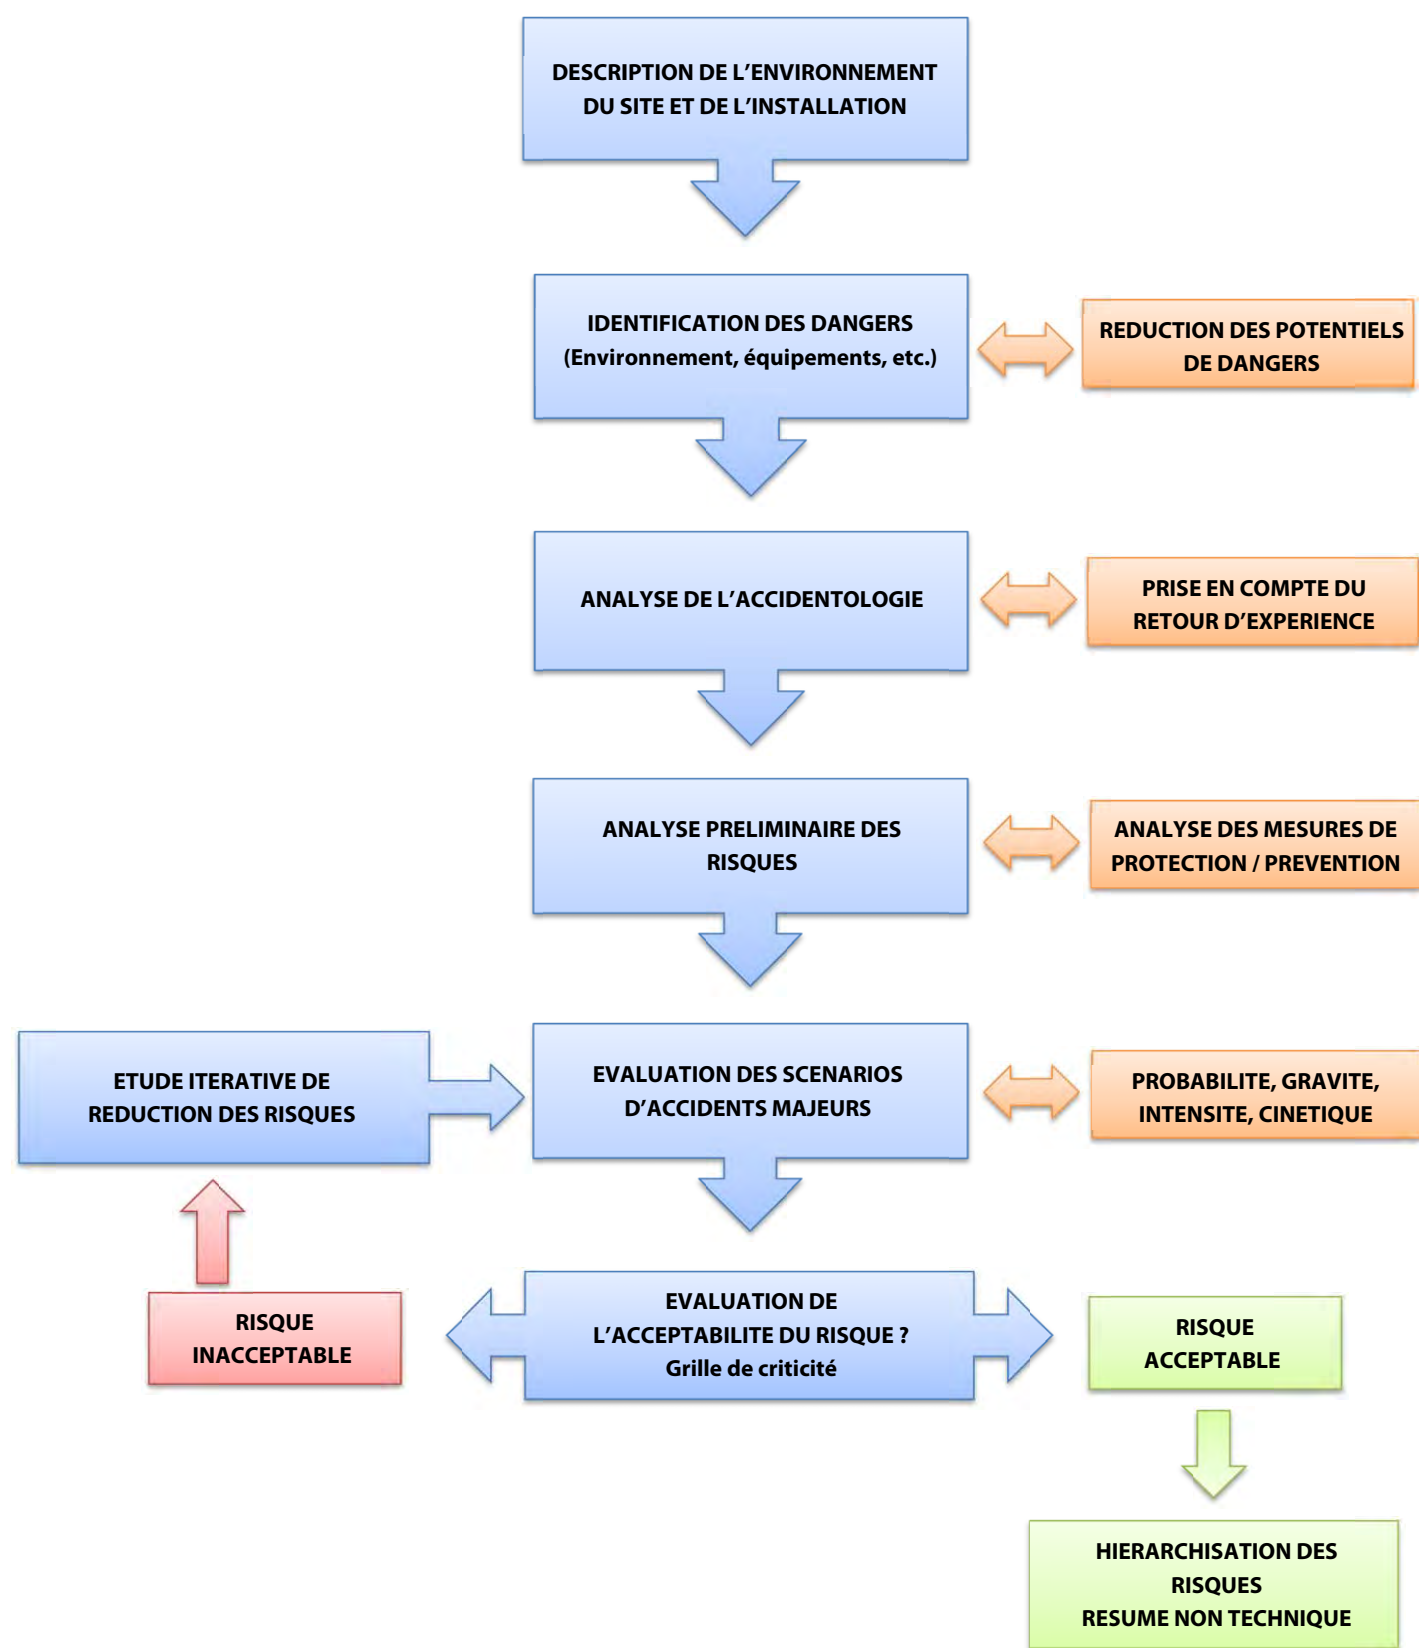 DESCRIPTION DE L’ENVIRONNEMENT
DU SITE ET DE L’INSTALLATION
IDENTIFICATION DES DANGERS
(Environnement, équipements, etc.)
REDUCTION DES POTENTIELS
DE DANGERS
ANALYSE DE L’ACCIDENTOLOGIE
PRISE EN COMPTE DU
RETOUR D’EXPERIENCE
ANALYSE PRELIMINAIRE DES
RISQUES
ANALYSE DES MESURES DE
PROTECTION / PREVENTION
ETUDE ITERATIVE DE
REDUCTION DES RISQUES
EVALUATION DES SCENARIOS
D’ACCIDENTS MAJEURS
PROBABILITE, GRAVITE,
INTENSITE, CINETIQUE
RISQUE
INACCEPTABLE
EVALUATION DE
L’ACCEPTABILITE DU RISQUE ?
Grille de criticité
RISQUE
ACCEPTABLE
HIERARCHISATION DES
RISQUES
RESUME NON TECHNIQUE